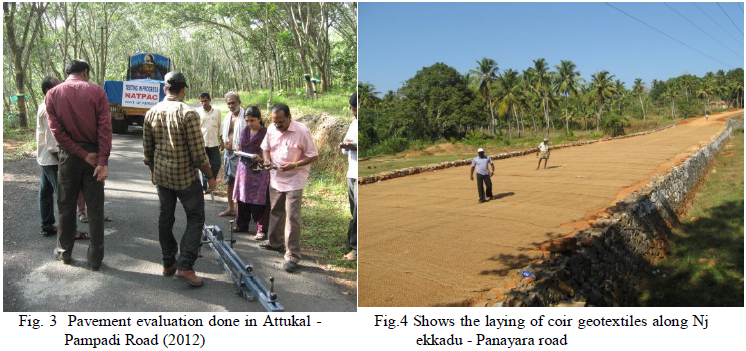 TESTING IN PROGRESS
NATPAC
Fig. 3 Pavement evaluation done in Attukal -
Pampadi Road (2012)
Fig.4 Shows the laying of coir geotextiles along Nj
ekkadu - Panayara road